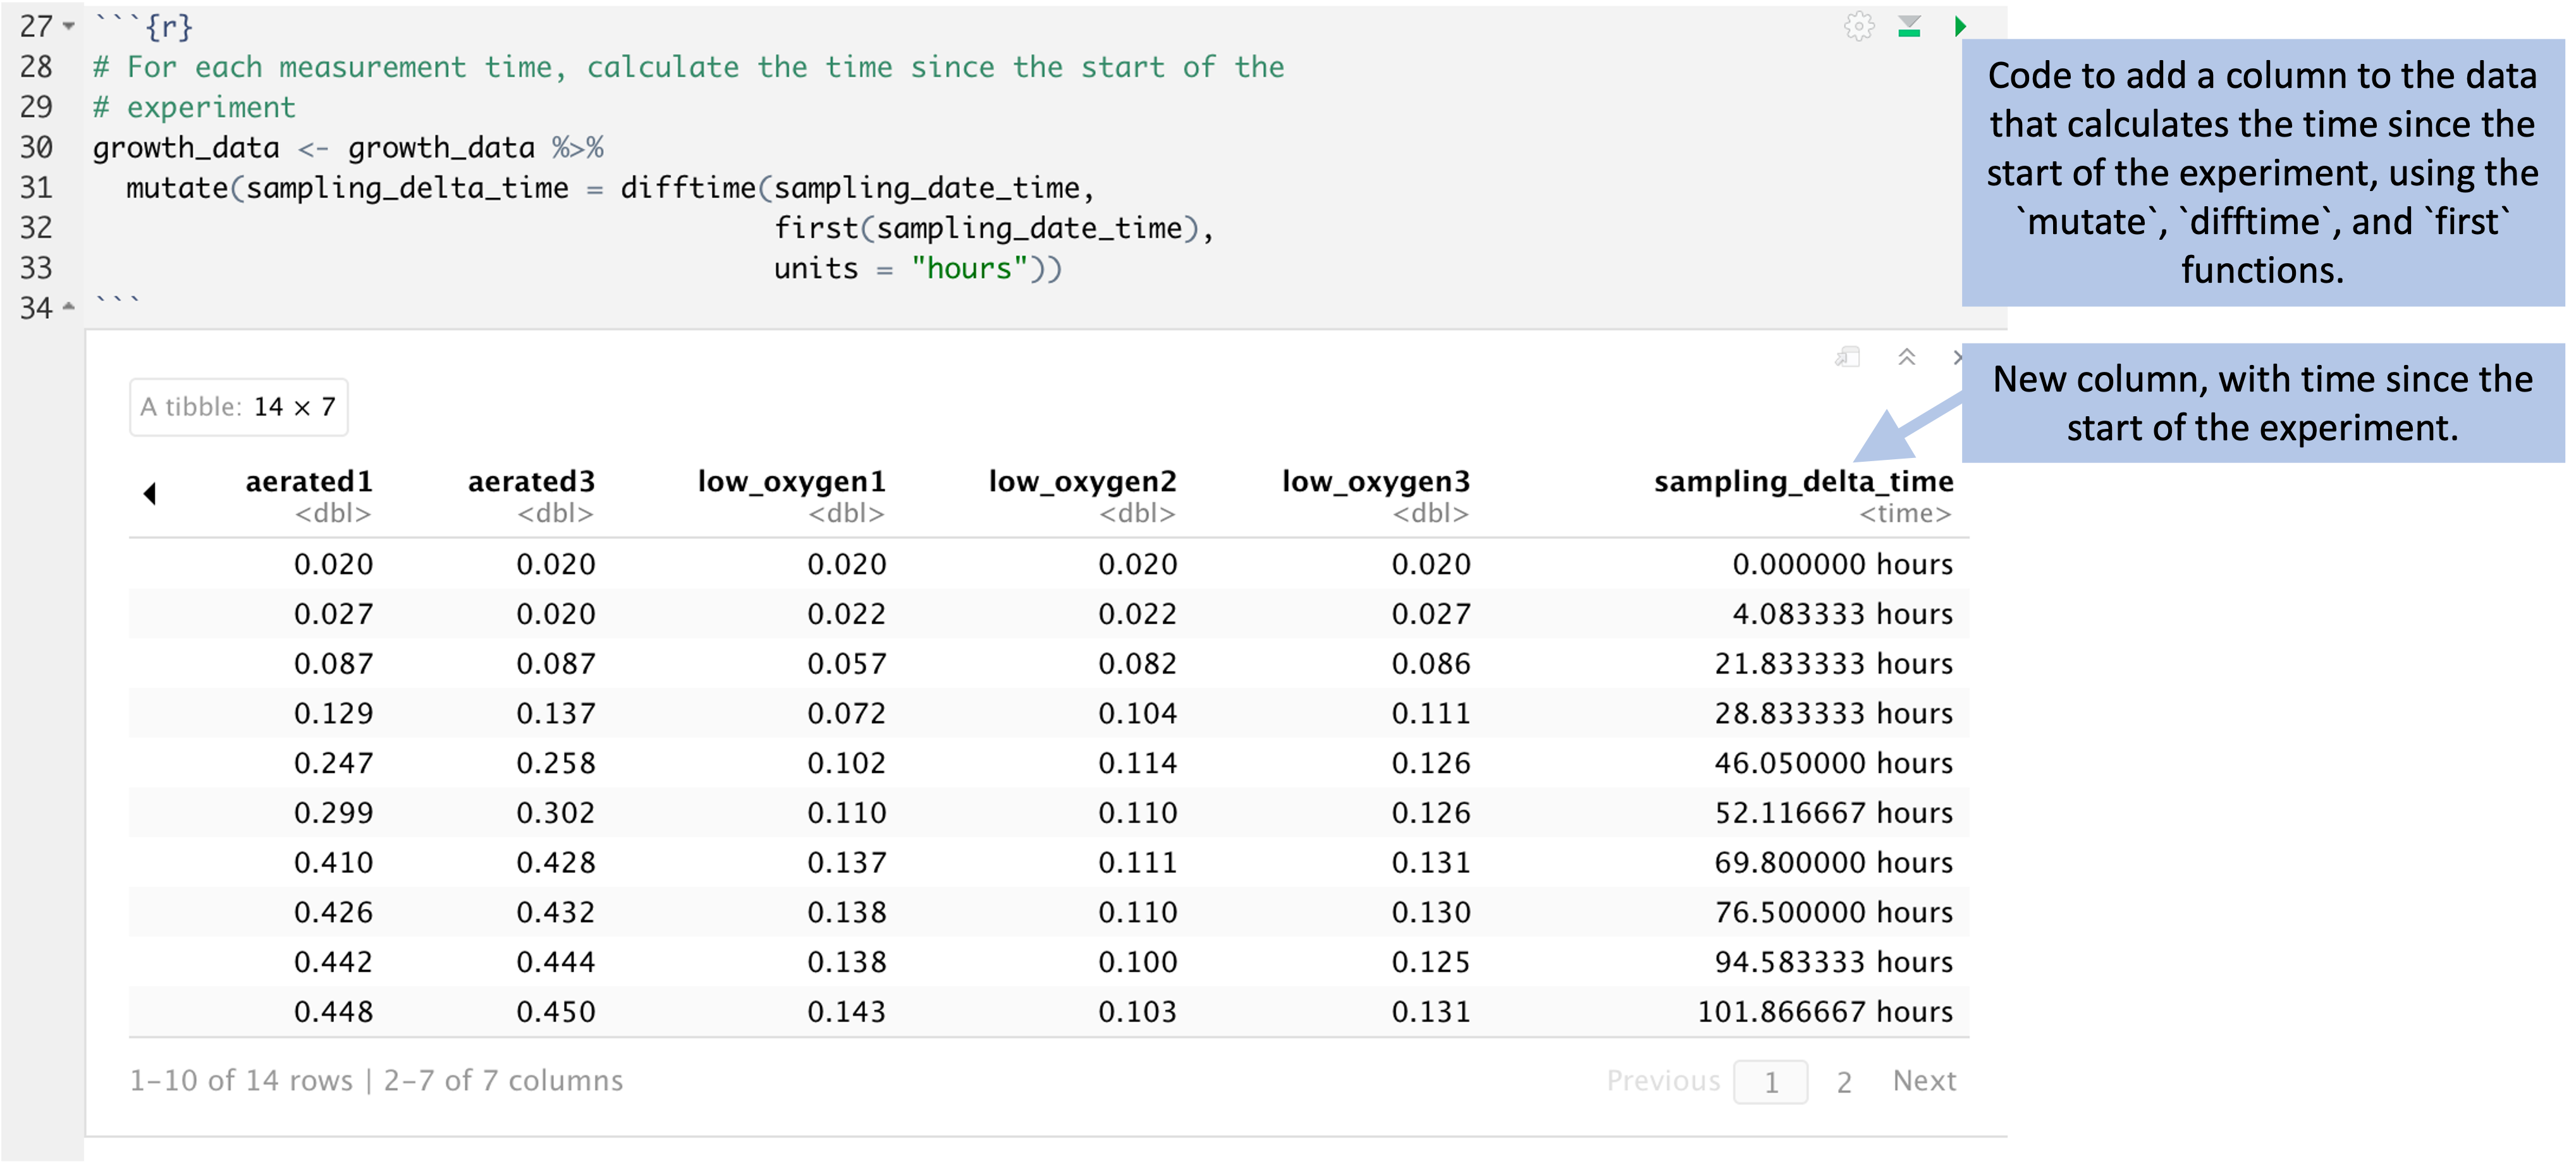 27 ```{r}
28 # For each measurement time, calculate the time since the start of the
29 # experiment
30 growth_data <- growth_data %>%
31   mutate(sampling_delta_time = difftime(sampling_date_time,
32                                         first(sampling_date_time),
33                                         units = "hours"))
34 ```
Code to add a column to the data
that calculates the time since the
start of the experiment, using the
`mutate`, `difftime`, and `first`
functions.
New column, with time since the
start of the experiment.
A tibble: 14 × 7
aerated1 aerated3 low_oxygen1 low_oxygen2 low_oxygen3 sampling_delta_time
<dbl> <dbl> <dbl> <dbl> <dbl> <time>
0.020 0.020 0.020 0.020 0.020 0.000000 hours
0.027 0.020 0.022 0.022 0.027 4.083333 hours
0.087 0.087 0.057 0.082 0.086 21.833333 hours
0.129 0.137 0.072 0.104 0.111 28.833333 hours
0.247 0.258 0.102 0.114 0.126 46.050000 hours
0.299 0.302 0.110 0.110 0.126 52.116667 hours
0.410 0.428 0.137 0.111 0.131 69.800000 hours
0.426 0.432 0.138 0.110 0.130 76.500000 hours
0.442 0.444 0.138 0.100 0.125 94.583333 hours
0.448 0.450 0.143 0.103 0.131 101.866667 hours
1–10 of 14 rows | 2–7 of 7 columns Previous 1 2 Next